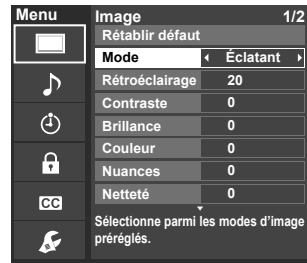 Menu
Image 1/2
Rétablir défaut
Mode Éclatant
Rétroéclairage 20
Contraste 0
Brillance 0
Couleur 0
Nuances 0
Netteté 0
CC
Sélectionne parmi les modes d'image
préréglés.